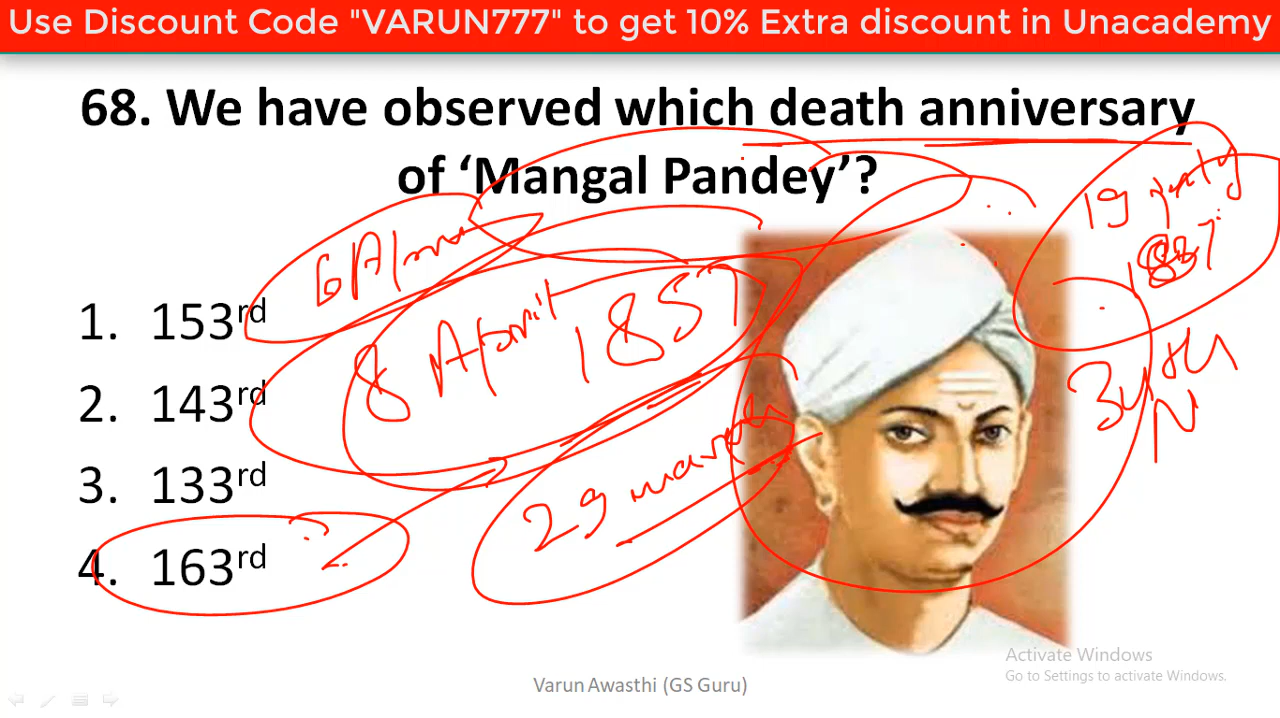 Use Discount Code "VARUN777" to get 10% Extra discount in Unacademy
68. We have observed which death anniversary
of ‘Mangal Pandey’?
1. 153rd
2. 143rd
3. 133rd
4. 163rd
8 April 1857
29 march
19
34th
N
Activate Windows
Go to Settings to activate Windows.
Varun Awasthi (GS Guru)